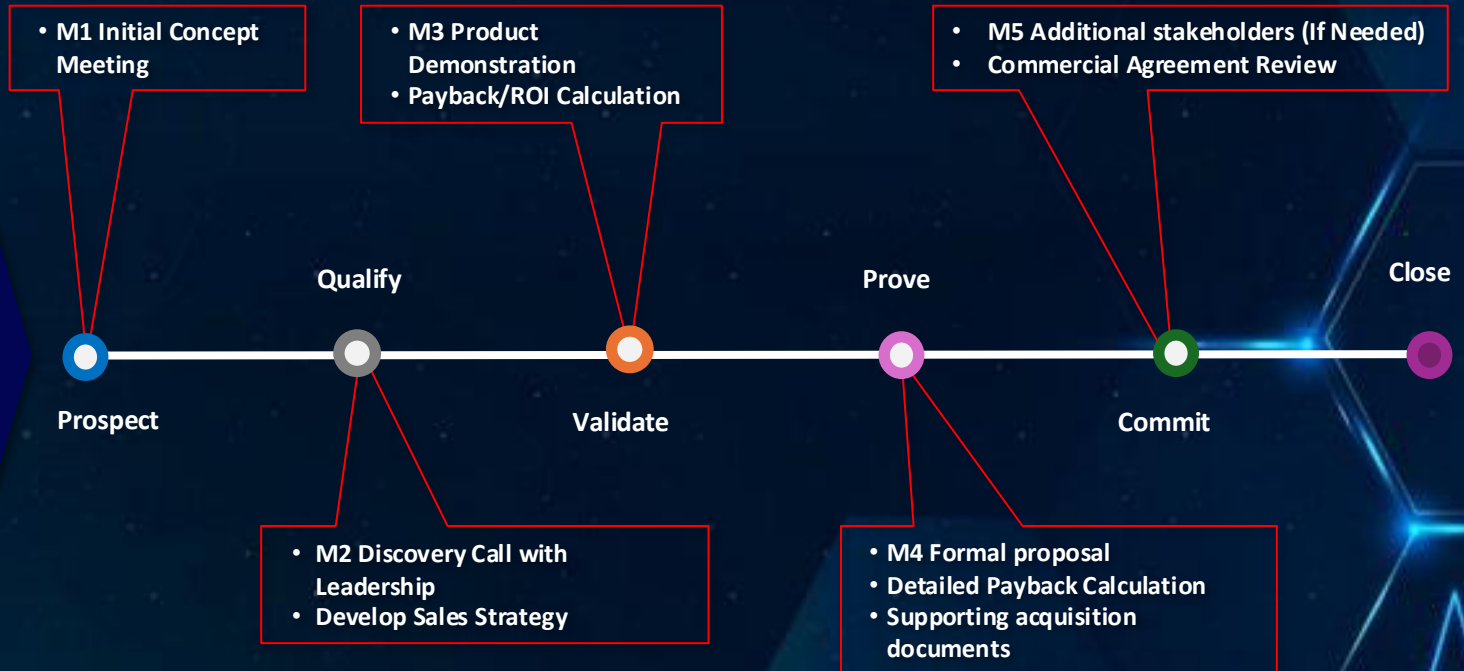 • M1 Initial Concept
Meeting
• M3 Product
Demonstration
• Payback/ROI Calculation
• M5 Additional stakeholders (If Needed)
• Commercial Agreement Review
Qualify
Prove
Close
Prospect
Validate
Commit
• M2 Discovery Call with
Leadership
• Develop Sales Strategy
• M4 Formal proposal
• Detailed Payback Calculation
• Supporting acquisition
documents